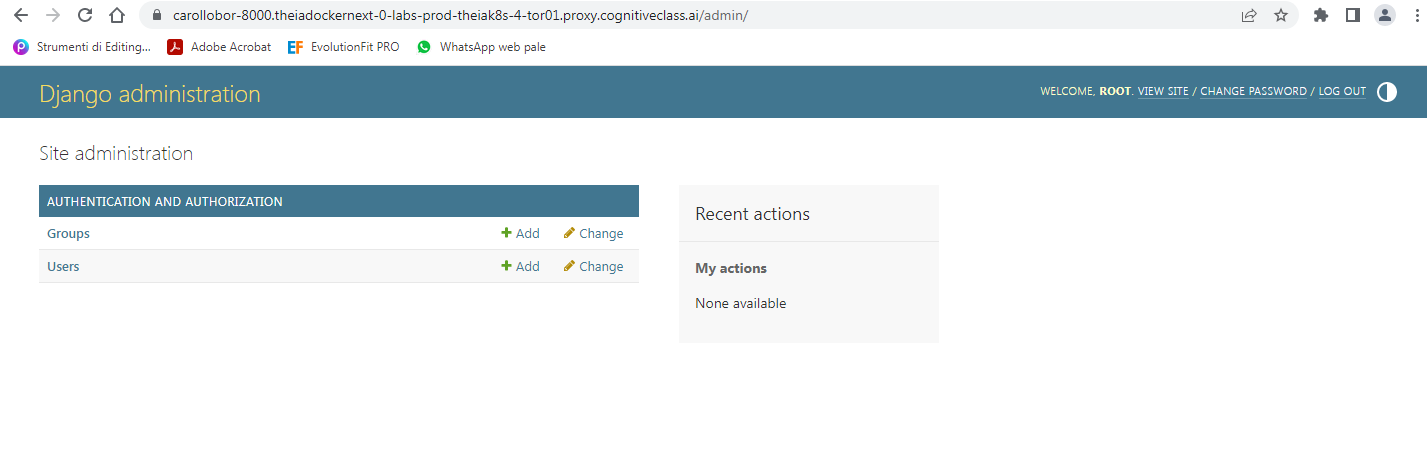 carollobor-8000.theiadockernext-0-labs-prod-theiak8s-4-tor01.proxy.cognitiveclass.ai/admin/
Strumenti di Editing... Adobe Acrobat EF EvolutionFit PRO WhatsApp web pale
Django administration
WELCOME, ROOT. VIEW SITE / CHANGE PASSWORD / LOG OUT
Site administration
AUTHENTICATION AND AUTHORIZATION
Groups Add Change
Users Add Change
Recent actions
My actions
None available